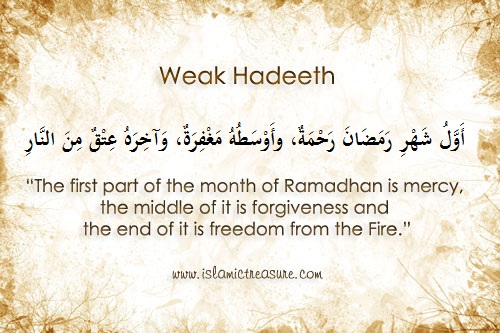 Weak Hadeeth
أَوَّلُ شَهْرِ رَمَضَانَ رَحْمَةٌ، وَأَوْسَطُهُ مَغْفِرَةٌ، وَآخِرَهُ عِتْقٌ مِنَ النَّارِ
“The first part of the month of Ramadhan is mercy,
the middle of it is forgiveness and
the end of it is freedom from the Fire.”
www.islamictreasure.com